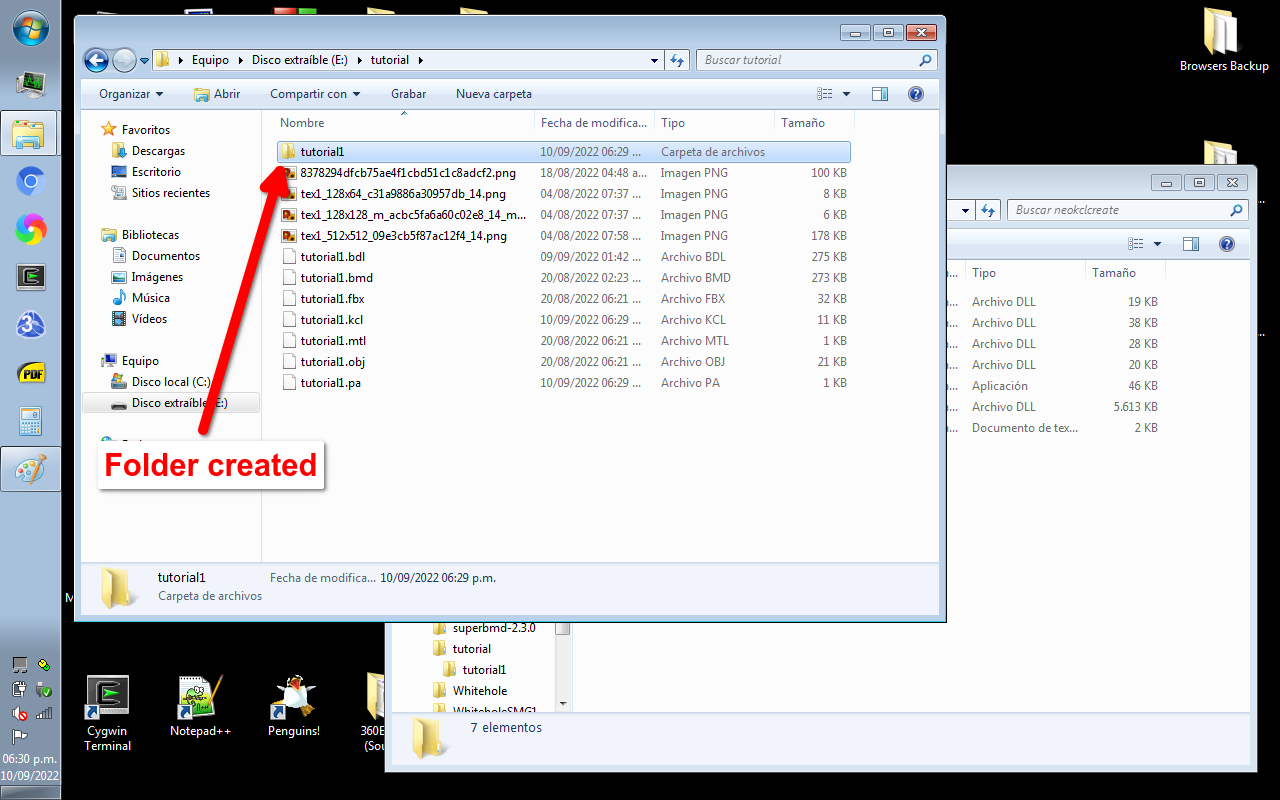 Browsers Backup
Equipo
Disco extraíble (E:)
tutorial
Buscar tutorial
Organizar
Abrir
Compartir con
Grabar
Nueva carpeta
Nombre
Fecha de modifica...
Tipo
Tamaño
Favoritos
Descargas
Escritorio
Sitios recientes
Bibliotecas
Documentos
Imágenes
Música
Vídeos
Equipo
Disco local (C:)
Disco extraíble (E:)
tutorial1 10/09/2022 06:29 ... Carpeta de archivos
8378294dfcb75ae4f1cbd51c1c8adcf2.png 18/08/2022 04:48 a... Imagen PNG 100 KB
tex1_128x64_c31a9886a30957db_14.png 04/08/2022 07:37 ... Imagen PNG 8 KB
tex1_128x128_m_acbc5fa6a60c02e8_14_m... 04/08/2022 07:37 ... Imagen PNG 6 KB
tex1_512x512_09e3cb5f87ac12f4_14.png 04/08/2022 07:58 ... Imagen PNG 178 KB
tutorial1.bdl 09/09/2022 01:42 ... Archivo BDL 275 KB
tutorial1.bmd 20/08/2022 02:23 ... Archivo BMD 273 KB
tutorial1.fbx 20/08/2022 06:21 ... Archivo FBX 32 KB
tutorial1.kcl 10/09/2022 06:29 ... Archivo KCL 11 KB
tutorial1.mtl 20/08/2022 06:21 ... Archivo MTL 1 KB
tutorial1.obj 20/08/2022 06:21 ... Archivo OBJ 21 KB
tutorial1.pa 10/09/2022 06:29 ... Archivo PA 1 KB
Folder created
tutorial1 Fecha de modifica... 10/09/2022 06:29 p.m.
Carpeta de archivos
Buscar neokclcreate
Tipo Tamaño
Archivo DLL 19 KB
Archivo DLL 38 KB
Archivo DLL 28 KB
Archivo DLL 20 KB
Aplicación 46 KB
Archivo DLL 5.613 KB
Documento de tex... 2 KB
superbmd-2.3.0
tutorial
tutorial1
Whitehole
WhiteholeSMG1
7 elementos
PDF
Cygwin
Terminal
Notepad++
Penguins!
360E
(Sou
06:30 p.m.
10/09/2022